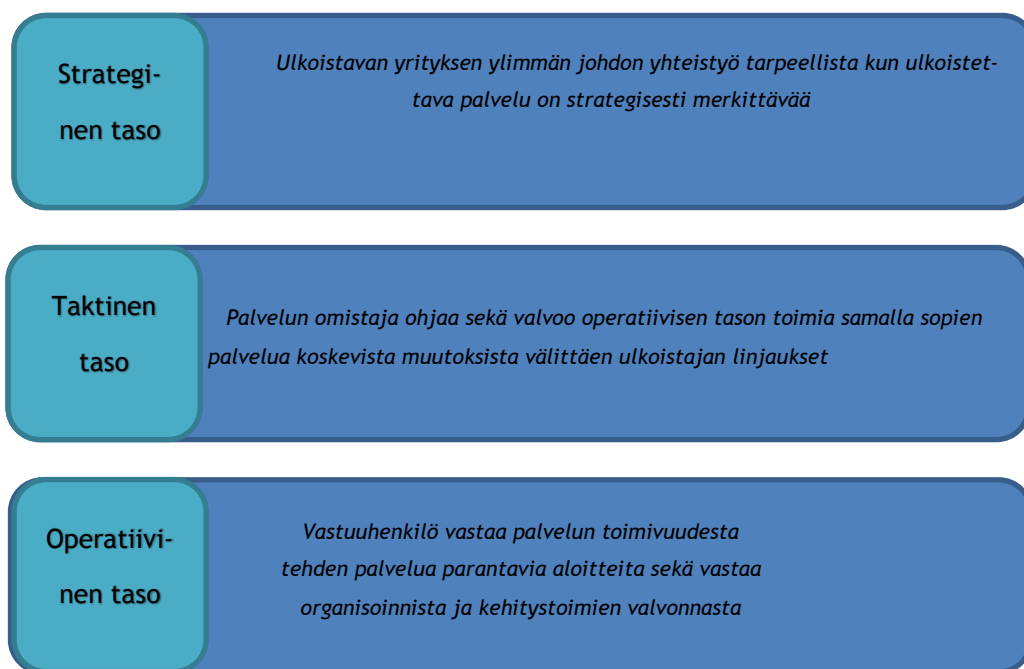 Strategi-
nen taso
Ulkoistavan yrityksen ylimmän johdon yhteistyö tarpeellista kun ulkoistet-
tava palvelu on strategisesti merkittävää
Taktinen
taso
Palvelun omistaja ohjaa sekä valvoo operatiivisen tason toimia samalla sopien
palvelua koskevista muutoksista välittäen ulkoistajan linjaukset
Operatiivi-
nen taso
Vastuuhenkilö vastaa palvelun toimivuudesta
tehden palvelua parantavia aloitteita sekä vastaa
organisoinnista ja kehitystoimien valvonnasta